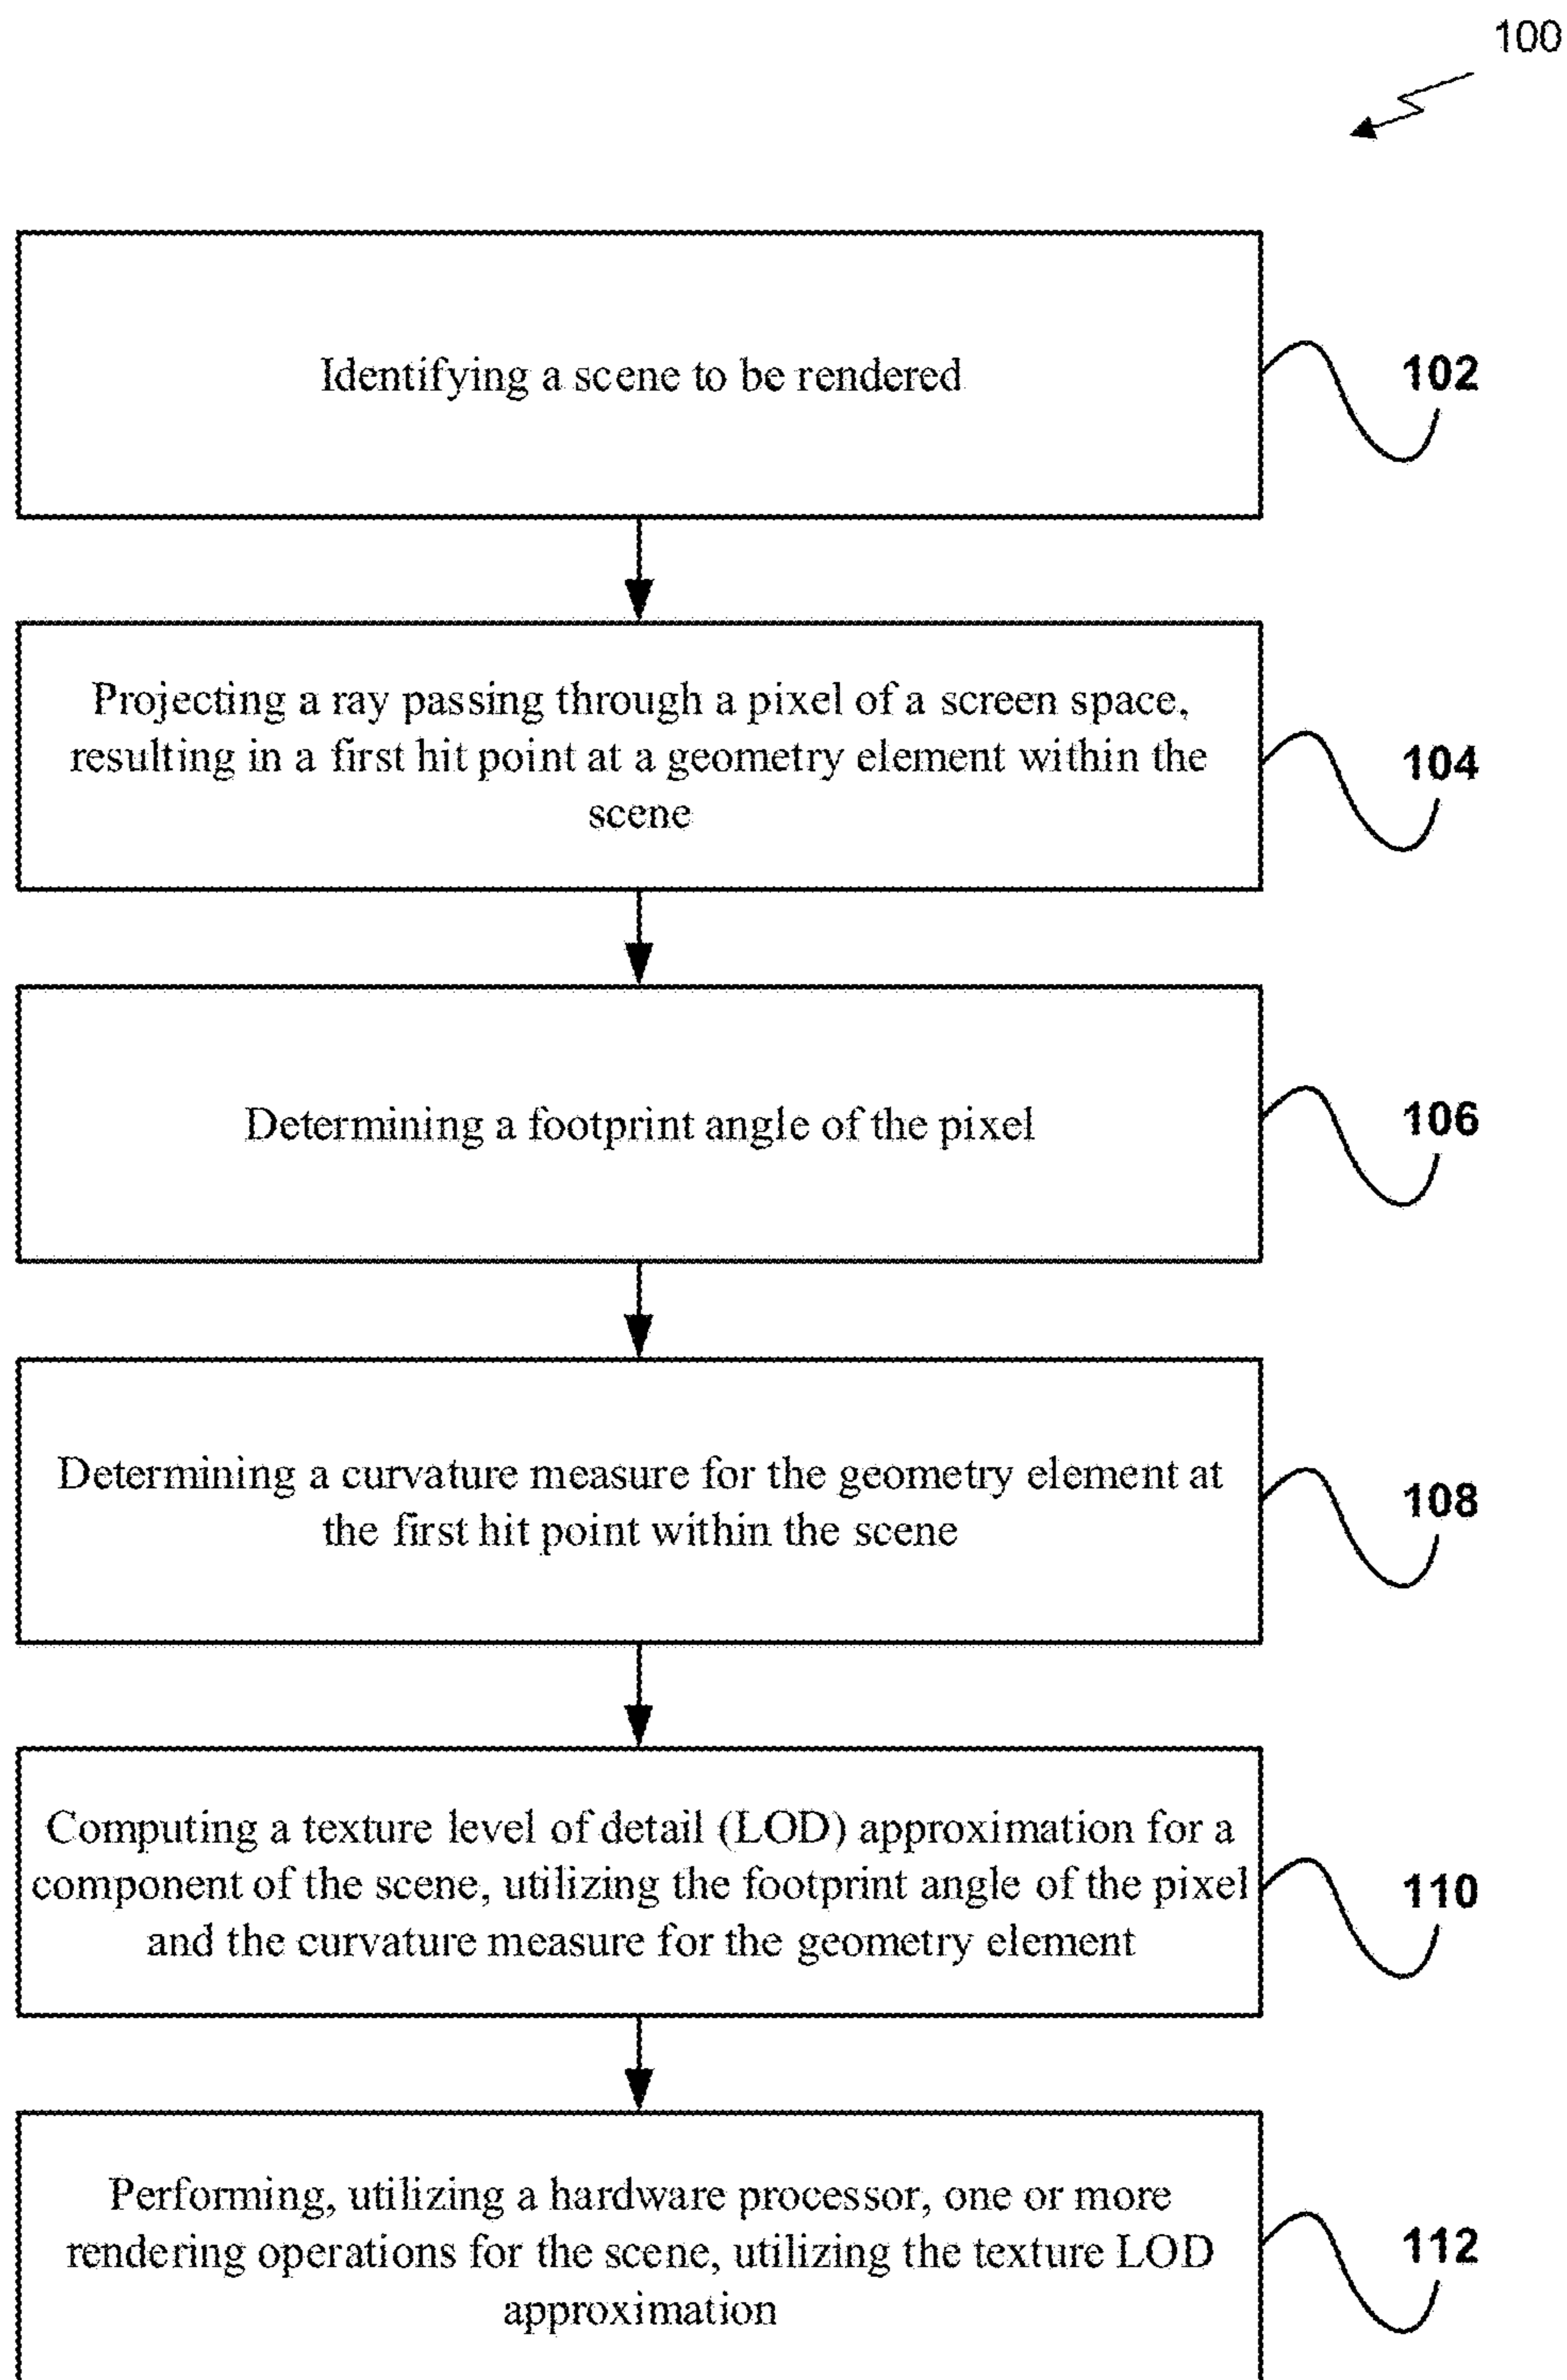 100
Identifying a scene to be rendered
102
Projecting a ray passing through a pixel of a screen space,
resulting in a first hit point at a geometry element within the
scene
104
Determining a footprint angle of the pixel
106
Determining a curvature measure for the geometry element at
the first hit point within the scene
108
Computing a texture level of detail (LOD) approximation for a
component of the scene, utilizing the footprint angle of the pixel
and the curvature measure for the geometry element
110
Performing, utilizing a hardware processor, one or more
rendering operations for the scene, utilizing the texture LOD
approximation
112